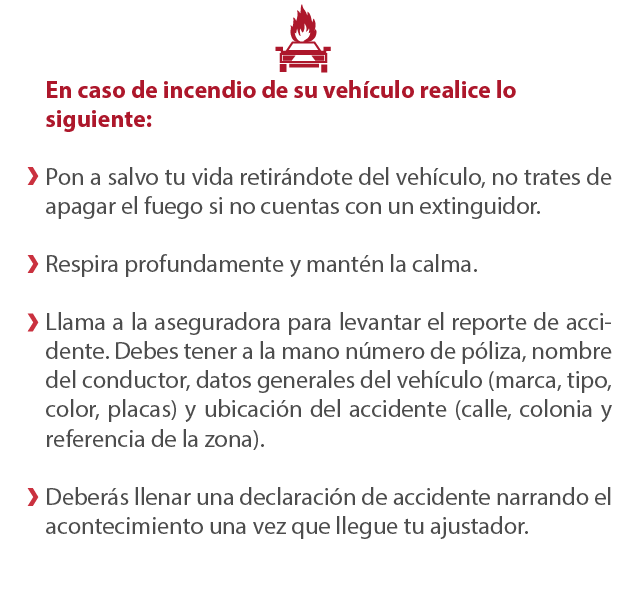 En caso de incendio de su vehículo realice lo
siguiente:
Pon a salvo tu vida retirándote del vehículo, no trates de
apagar el fuego si no cuentas con un extinguidor.
Respira profundamente y mantén la calma.
Llama a la aseguradora para levantar el reporte de acci-
dente. Debes tener a la mano número de póliza, nombre
del conductor, datos generales del vehículo (marca, tipo,
color, placas) y ubicación del accidente (calle, colonia y
referencia de la zona).
Deberás llenar una declaración de accidente narrando el
acontecimiento una vez que llegue tu ajustador.